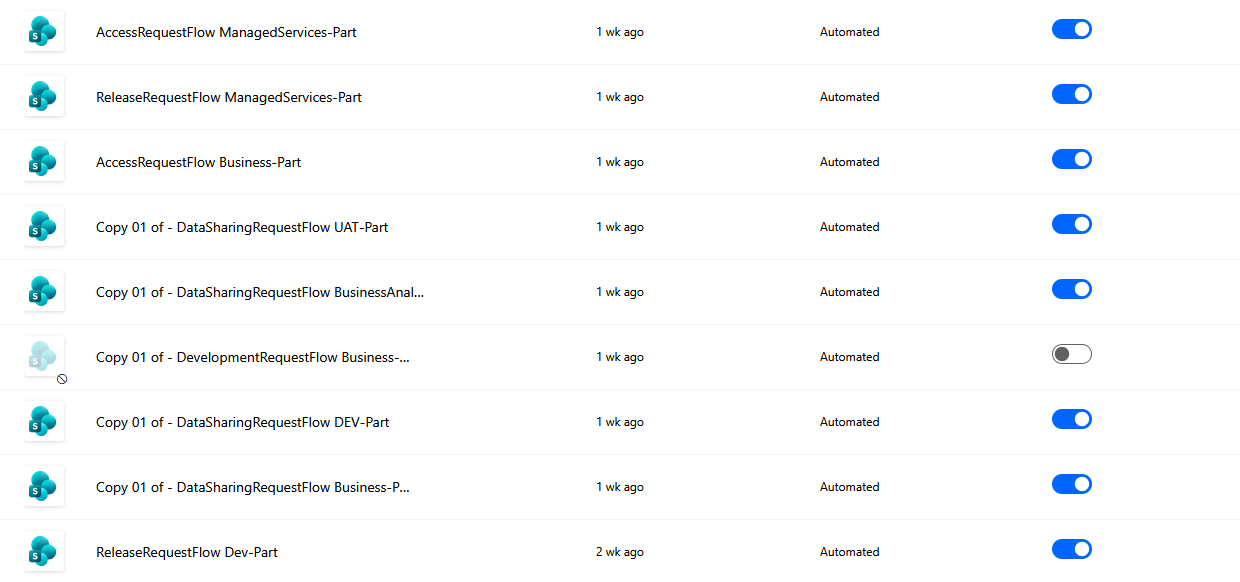 AccessRequestFlow ManagedServices-Part 1 wk ago Automated
ReleaseRequestFlow ManagedServices-Part 1 wk ago Automated
AccessRequestFlow Business-Part 1 wk ago Automated
Copy 01 of - DataSharingRequestFlow UAT-Part 1 wk ago Automated
Copy 01 of - DataSharingRequestFlow BusinessAnal... 1 wk ago Automated
Copy 01 of - DevelopmentRequestFlow Business-... 1 wk ago Automated
Copy 01 of - DataSharingRequestFlow DEV-Part 1 wk ago Automated
Copy 01 of - DataSharingRequestFlow Business-P... 1 wk ago Automated
ReleaseRequestFlow Dev-Part 2 wk ago Automated